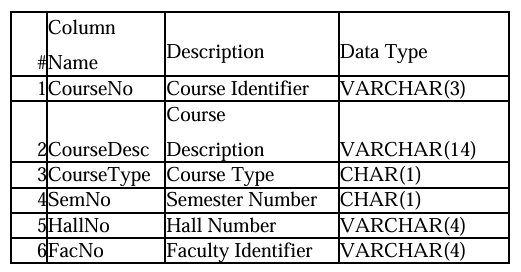 Column
#Name Description Data Type
1 CourseNo Course Identifier VARCHAR(3)
Course
2 CourseDesc Description VARCHAR(14)
3 CourseType Course Type CHAR(1)
4 SemNo Semester Number CHAR(1)
5 HallNo Hall Number VARCHAR(4)
6 FacNo Faculty Identifier VARCHAR(4)